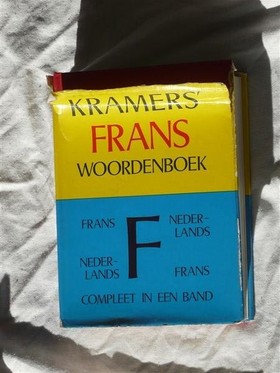 KRAMERS'
FRANS
WOORDENBOEK
FRANS
NEDER-
LANDS
F
NEDER-
LANDS
FRANS
COMPLEET IN EEN BAND